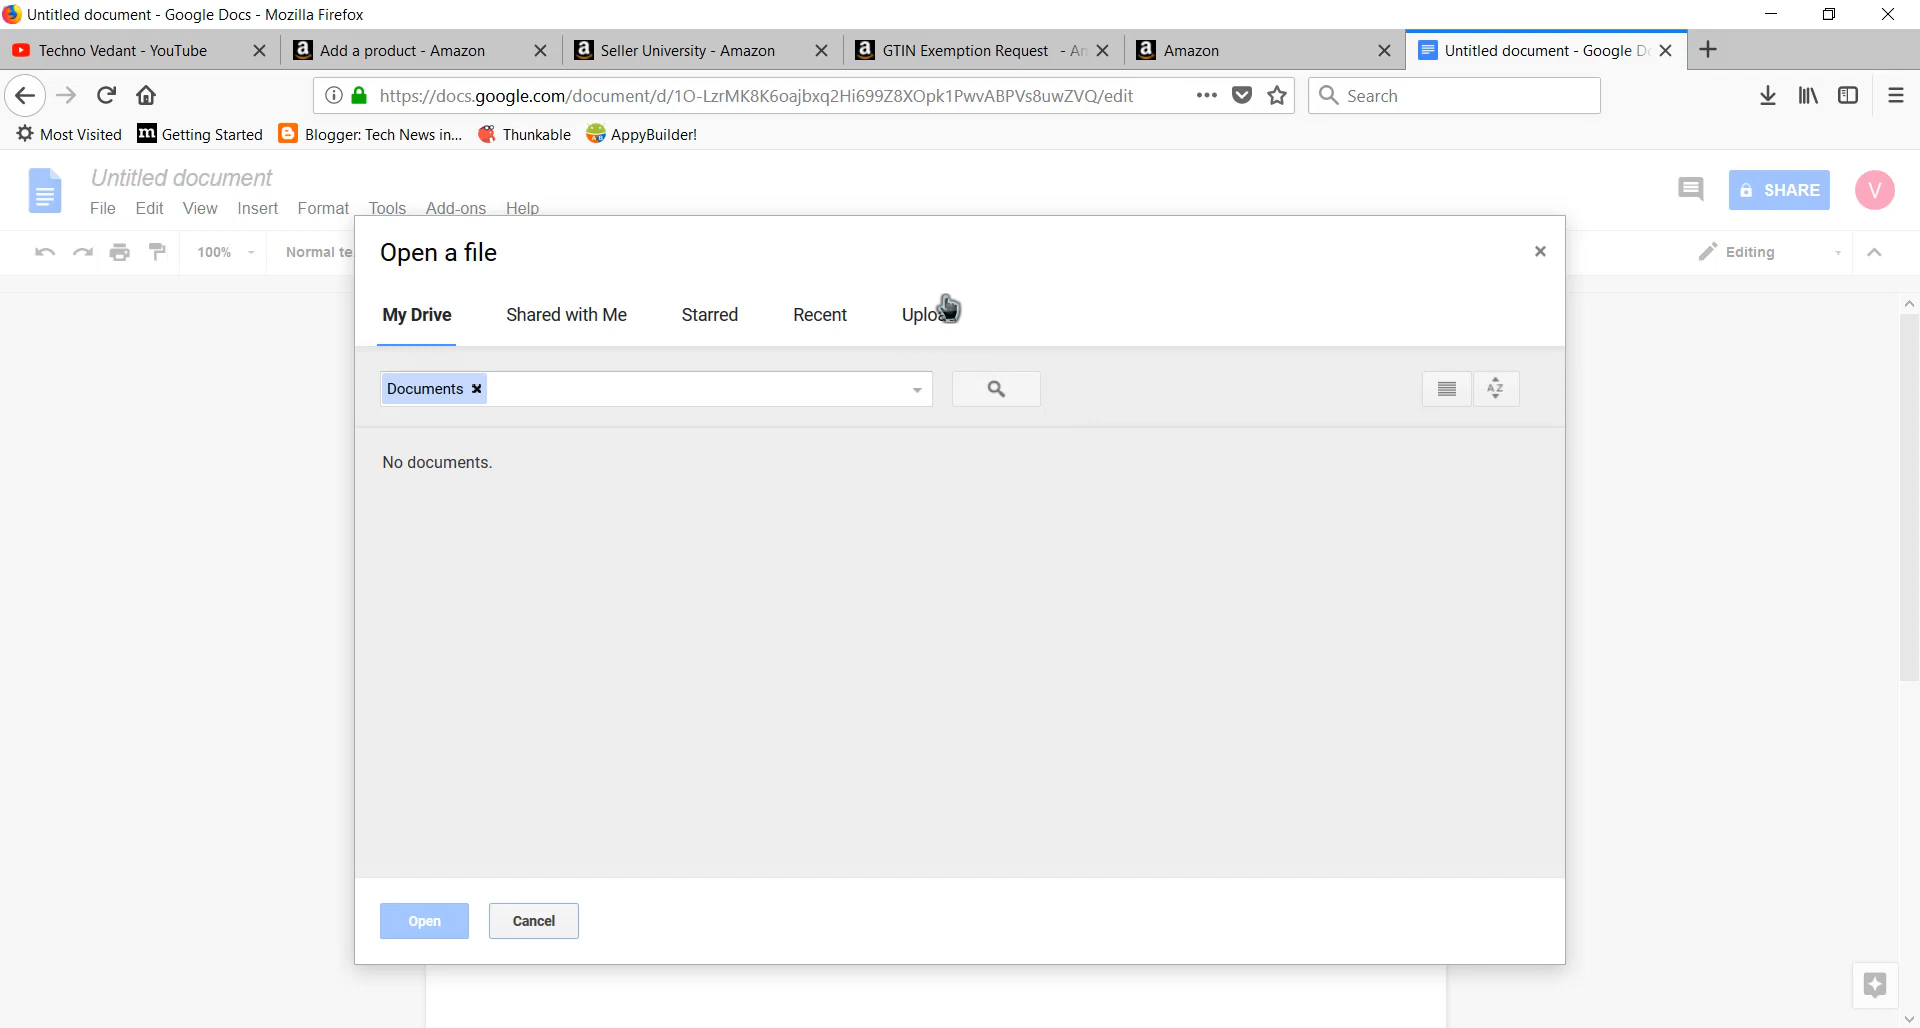 Untitled document - Google Docs - Mozilla Firefox
Techno Vedant - YouTube
Add a product - Amazon
Seller University - Amazon
GTIN Exemption Request - Am
Amazon
Untitled document - Google Do
https://docs.google.com/document/d/1O-LzrMK8K6oajbxq2Hi699Z8XOpk1PwvABPVs8uwZVQ/edit
Search
Most Visited
Getting Started
Blogger: Tech News in...
Thunkable
AppyBuilder!
Untitled document
SHARE
V
File Edit View Insert Format Tools Add-ons Help
100%
Normal te
Editing
Open a file
My Drive
Shared with Me
Starred
Recent
Documents
No documents.
Open
Cancel